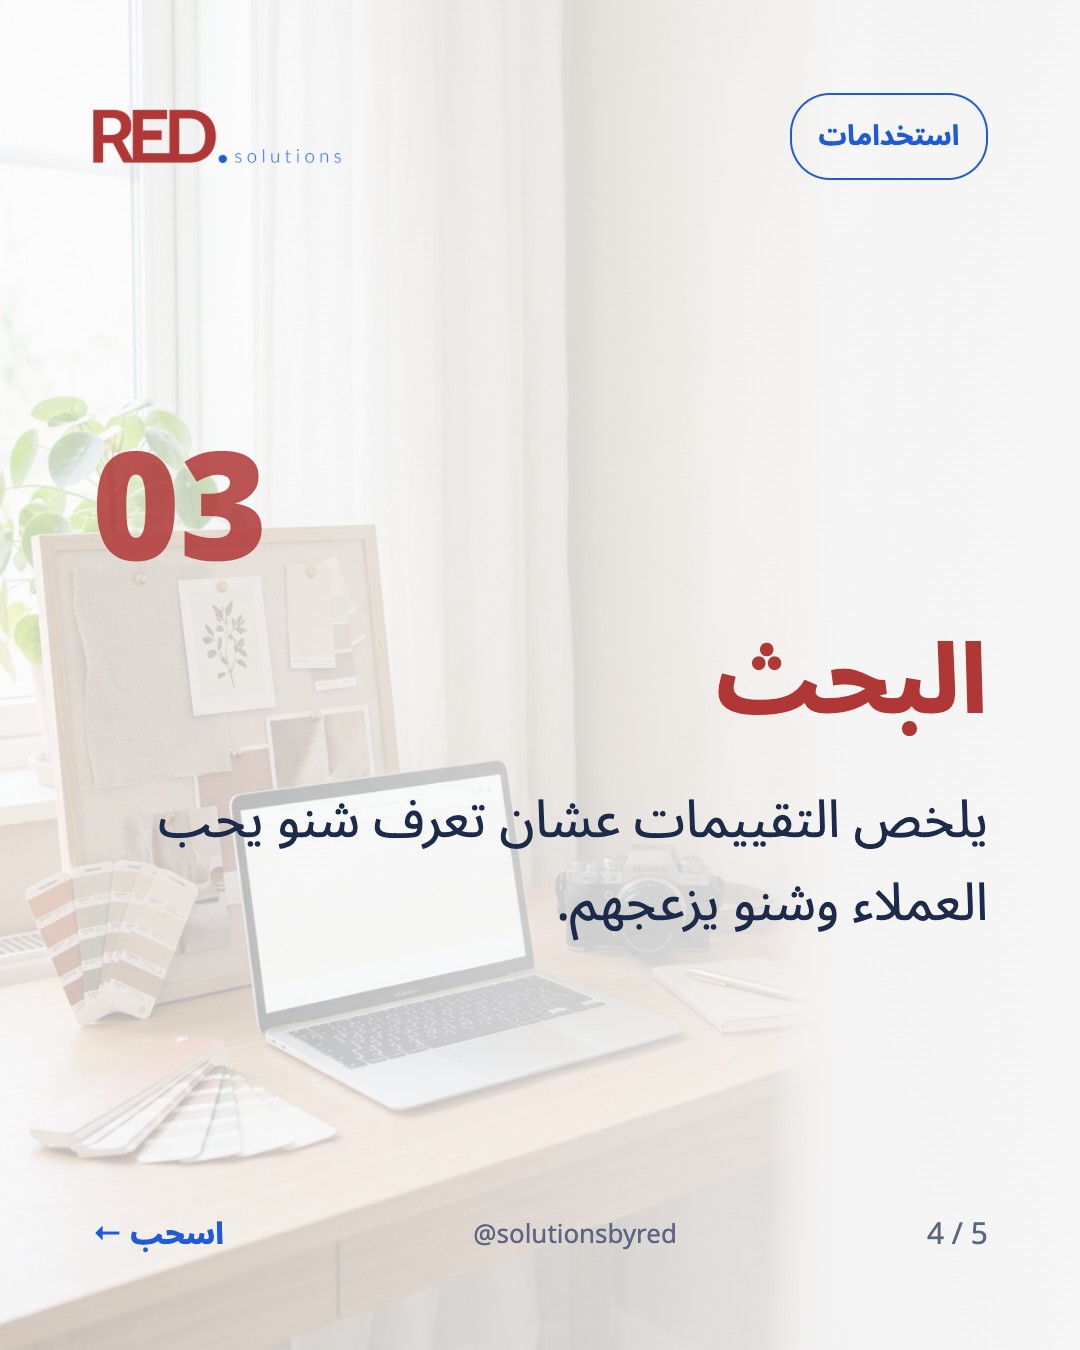 RED.solutions
استخدامات
03
البحث
يلخص التقييمات عشان تعرف شنو يحب
العملاء وشنو يزعجهم.
اسحب ←
@solutionsbyred
4 / 5